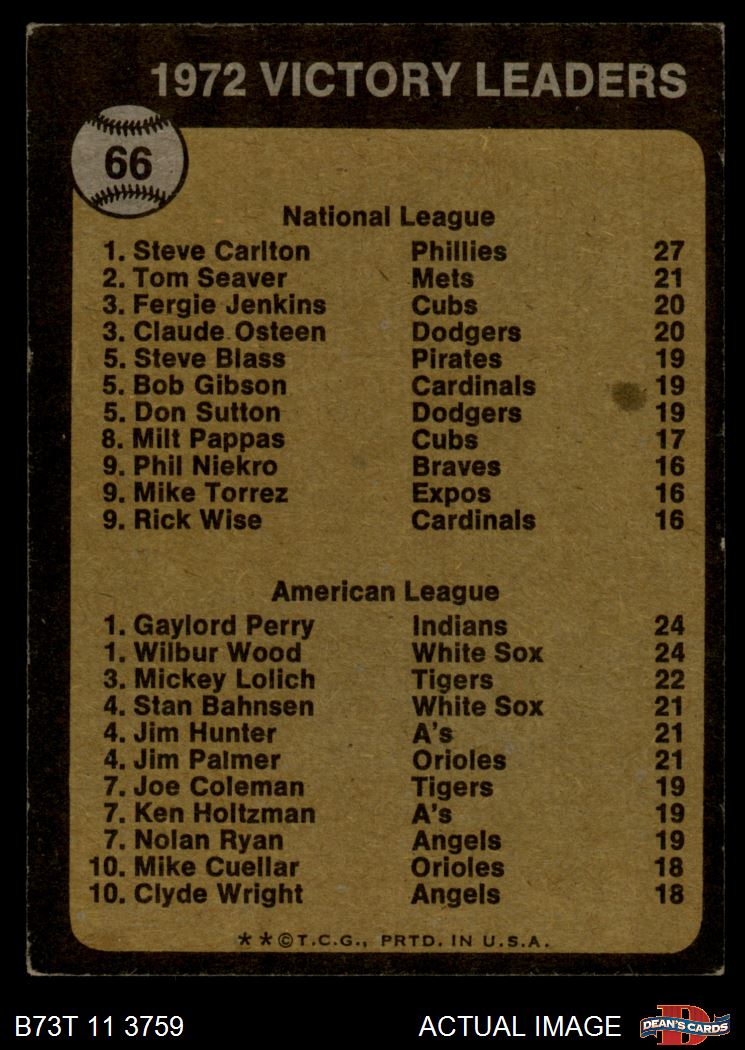 1972 VICTORY LEADERS
66
National League
1. Steve Carlton Phillies 27
2. Tom Seaver Mets 21
3. Fergie Jenkins Cubs 20
3. Claude Osteen Dodgers 20
5. Steve Blass Pirates 19
5. Bob Gibson Cardinals 19
5. Don Sutton Dodgers 19
8. Milt Pappas Cubs 17
9. Phil Niekro Braves 16
9. Mike Torrez Expos 16
9. Rick Wise Cardinals 16
American League
1. Gaylord Perry Indians 24
1. Wilbur Wood White Sox 24
3. Mickey Lolich Tigers 22
4. Stan Bahnsen White Sox 21
4. Jim Hunter A's 21
4. Jim Palmer Orioles 21
7. Joe Coleman Tigers 19
7. Ken Holtzman A's 19
7. Nolan Ryan Angels 19
10. Mike Cuellar Orioles 18
10. Clyde Wright Angels 18
**©T.C.G., PRTD. IN U.S.A.
B73T 11 3759 ACTUAL IMAGE D DEAN'S CARDS